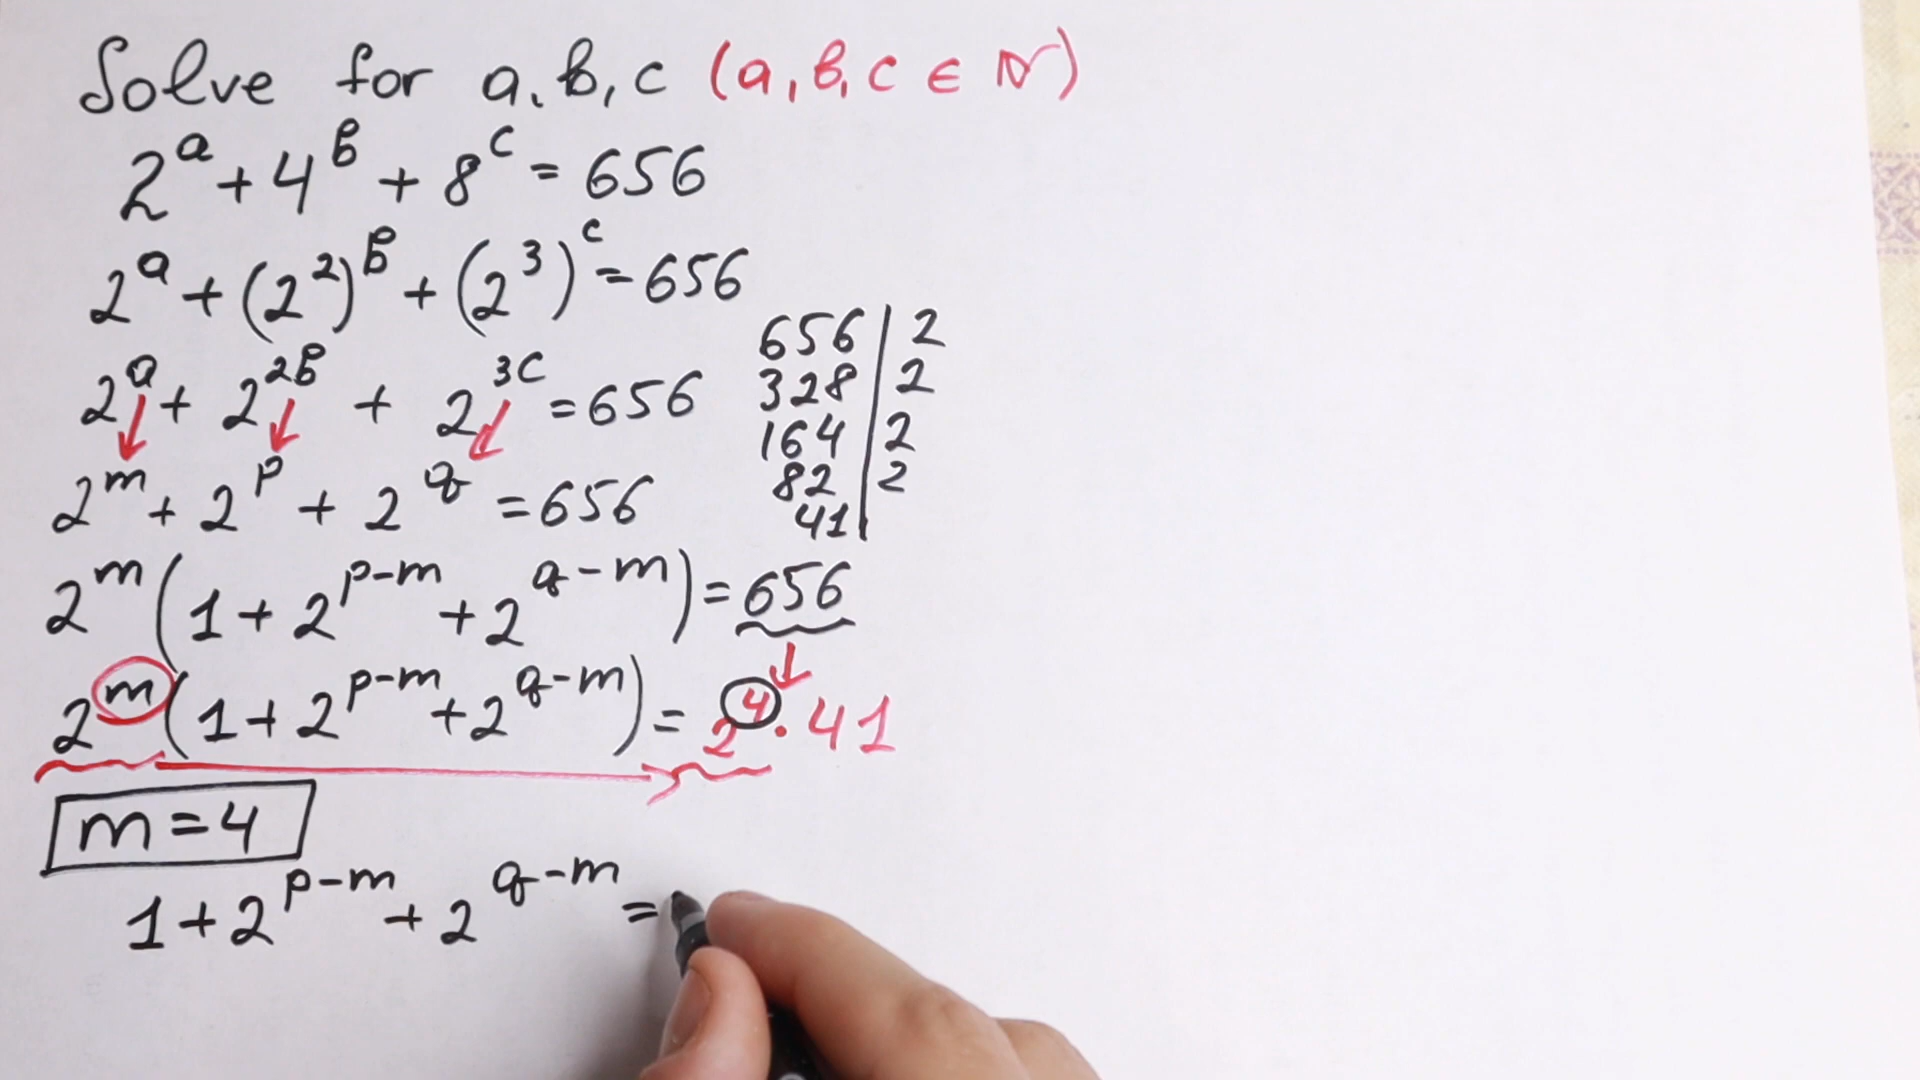 Solve for a, b, c (a, b, c ∈ N)
2^a + 4^b + 8^c = 656
2^a + (2^2)^b + (2^3)^c = 656
2^a + 2^{2b} + 2^{3c} = 656
2^m + 2^p + 2^q = 656
656 | 2
328 | 2
164 | 2
82 | 2
41 |
2^m (1 + 2^{p-m} + 2^{q-m}) = 656
2^m (1 + 2^{p-m} + 2^{q-m}) = 2^4 · 41
m = 4
1 + 2^{p-m} + 2^{q-m} =